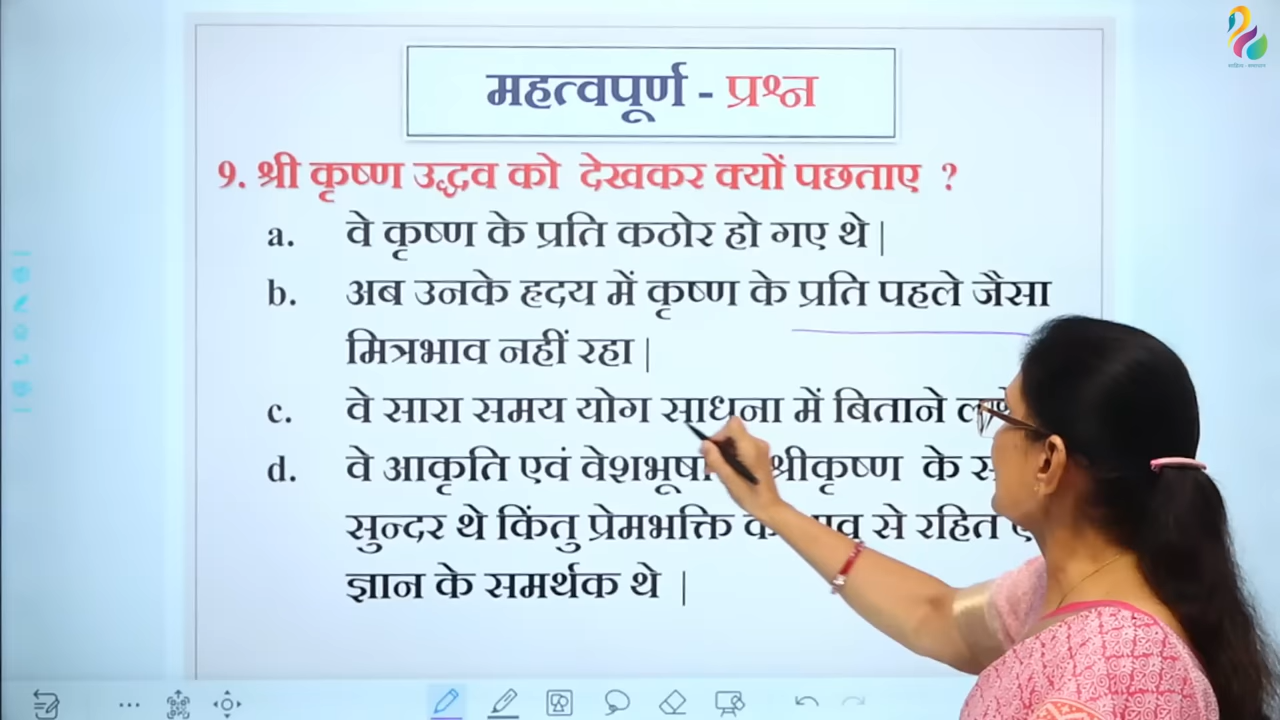 महत्वपूर्ण - प्रश्न
9. श्री कृष्ण उद्धव को देखकर क्यों पछताए ?
a. वे कृष्ण के प्रति कठोर हो गए थे |
b. अब उनके हृदय में कृष्ण के प्रति पहले जैसा
मित्रभाव नहीं रहा |
c. वे सारा समय योग साधना में बिताने
d. वे आकृति एवं वेशभूषा श्रीकृष्ण के
सुन्दर थे किंतु प्रेमभक्ति से रहित
ज्ञान के समर्थक थे |